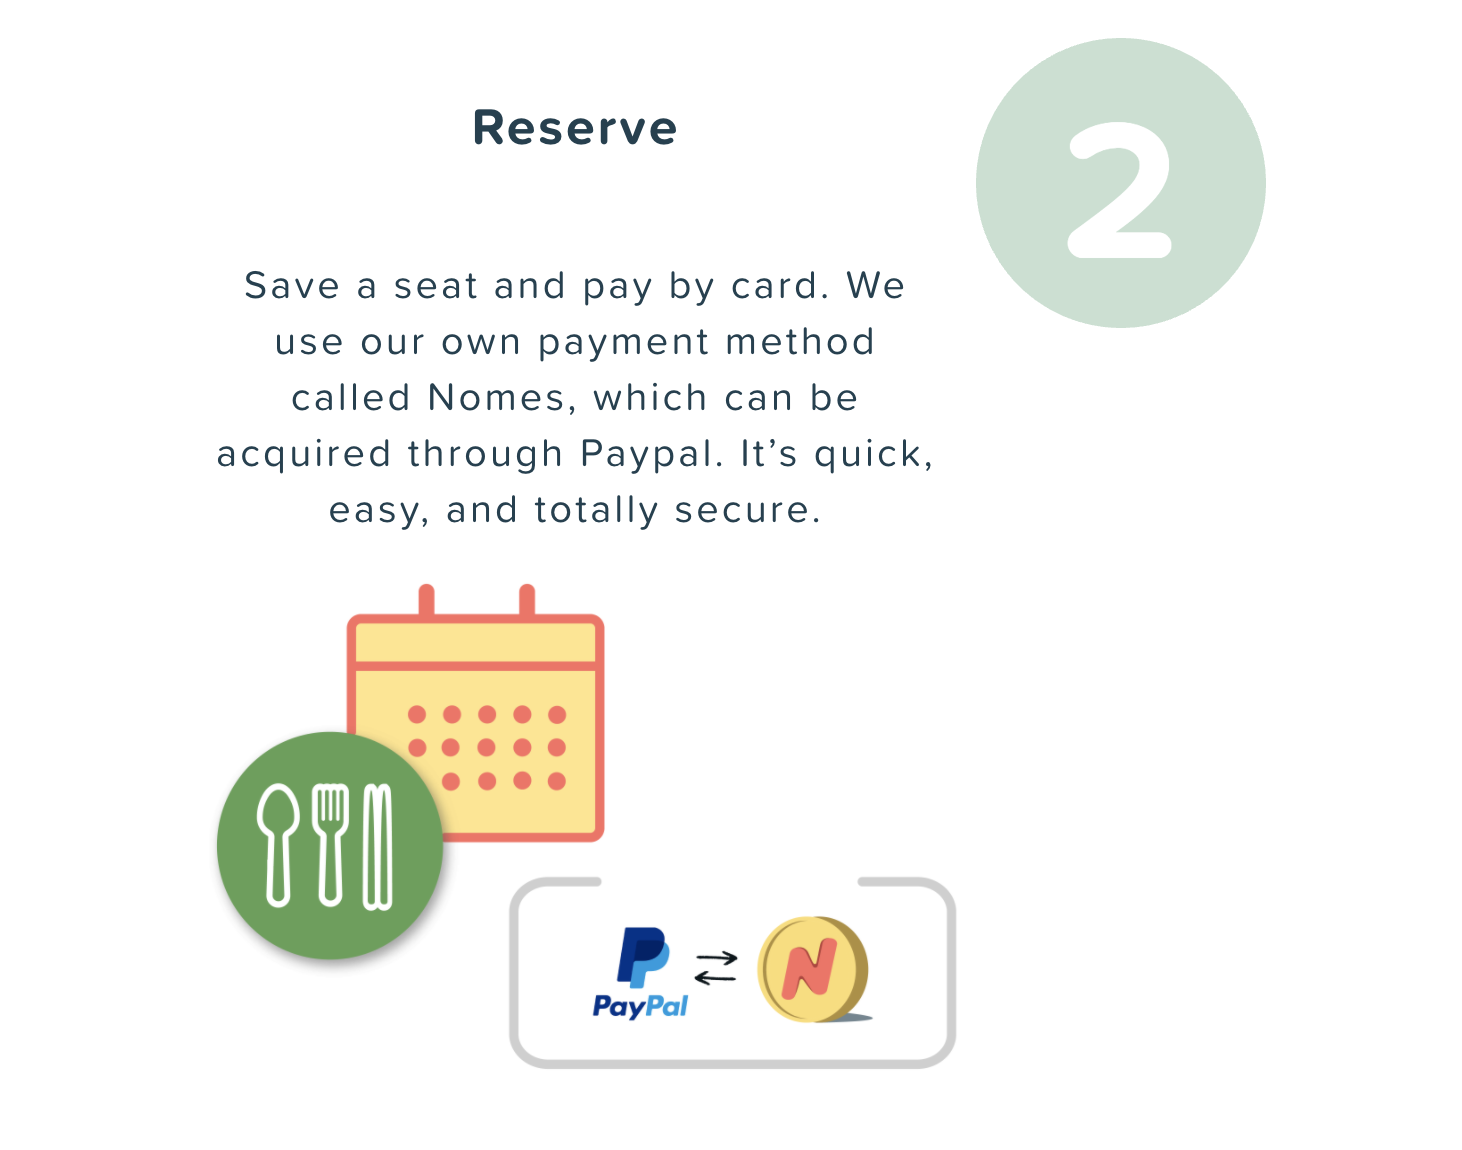 Reserve
2
Save a seat and pay by card. We
use our own payment method
called Nomes, which can be
acquired through Paypal. It’s quick,
easy, and totally secure.
PayPal
N